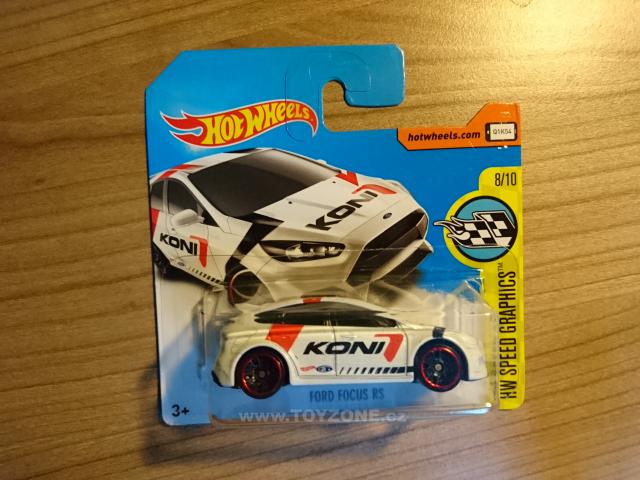 HOT WHEELS
hotwheels.com
Q1K54
8/10
HW SPEED GRAPHICS™
KONI
KONI
KONI
FORD FOCUS RS
3+
www.TOYZONE.cz